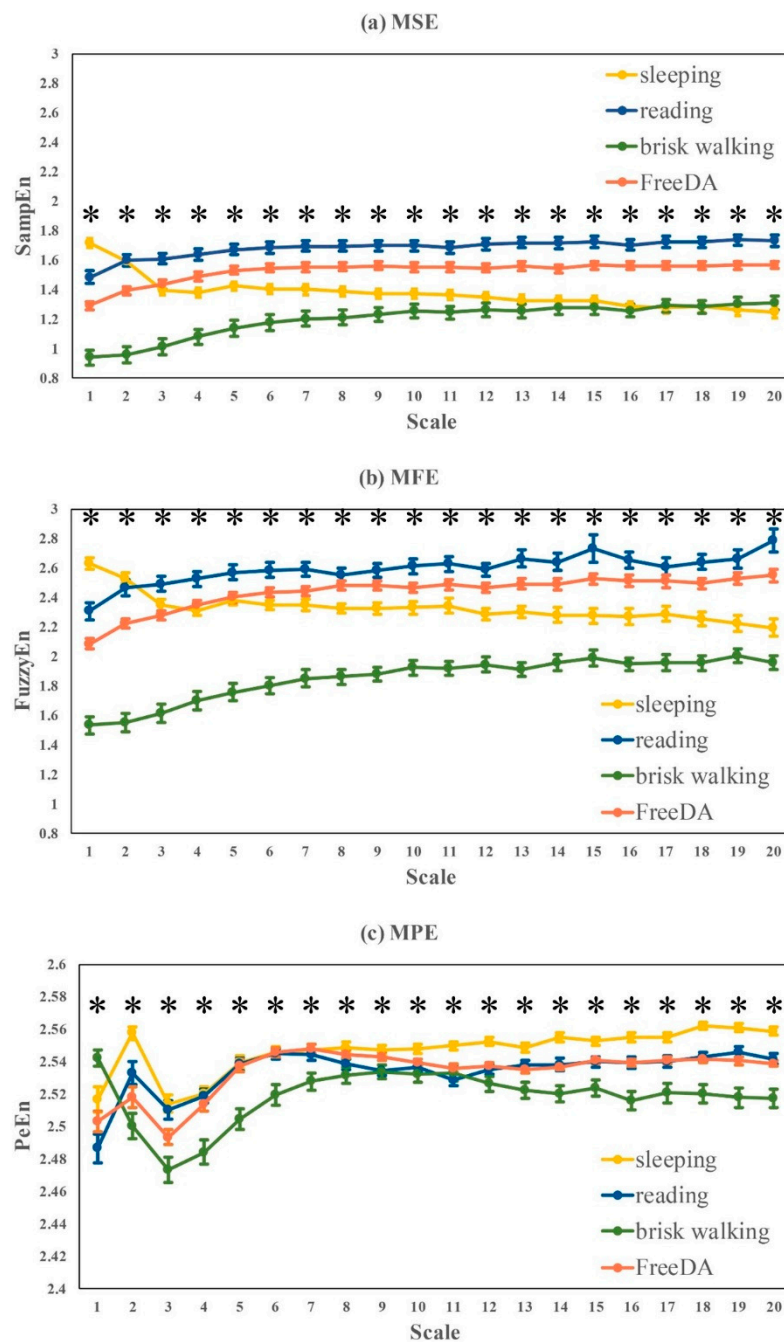 (a) MSE
3
2.8
2.6
2.4
2.2
2
1.8
1.6
1.4
1.2
1
0.8
SampEn
sleeping
reading
brisk walking
FreeDA
* * * * * * * * * * * * * * * * * * * *
1 2 3 4 5 6 7 8 9 10 11 12 13 14 15 16 17 18 19 20
Scale
(b) MFE
3
2.8
2.6
2.4
2.2
2
1.8
1.6
1.4
1.2
1
0.8
FuzzyEn
* * * * * * * * * * * * * * * * * * * *
sleeping
reading
brisk walking
FreeDA
1 2 3 4 5 6 7 8 9 10 11 12 13 14 15 16 17 18 19 20
Scale
(c) MPE
2.6
2.58
2.56
2.54
2.52
2.5
2.48
2.46
2.44
2.42
2.4
PeEn
* * * * * * * * * * * * * * * * * * * *
sleeping
reading
brisk walking
FreeDA
1 2 3 4 5 6 7 8 9 10 11 12 13 14 15 16 17 18 19 20
Scale